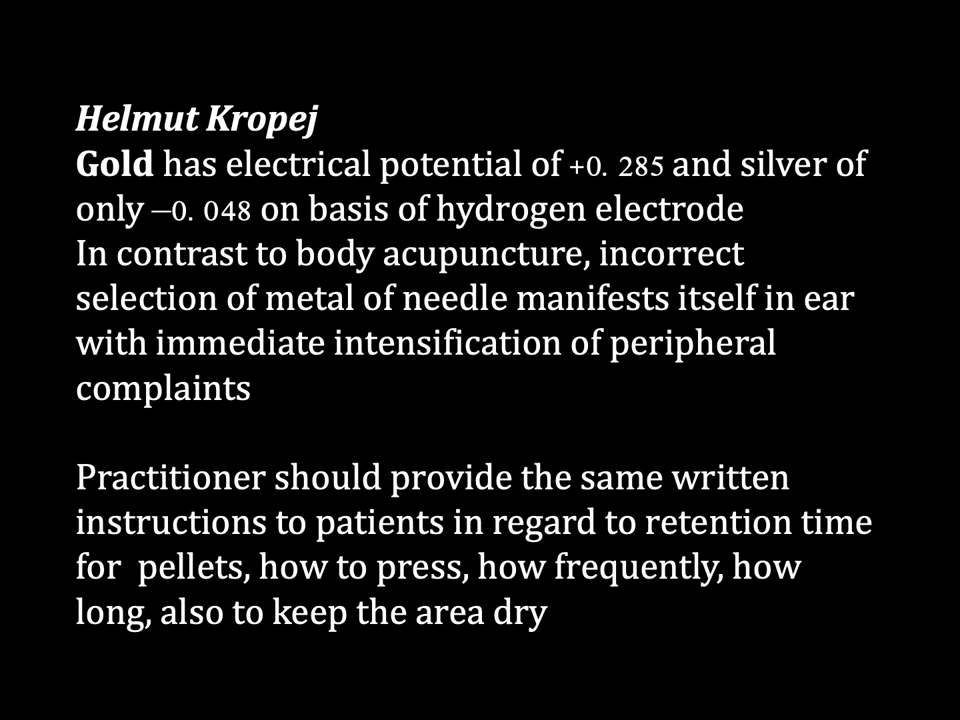 Helmut Kropej
Gold has electrical potential of +0. 285 and silver of
only –0. 048 on basis of hydrogen electrode
In contrast to body acupuncture, incorrect
selection of metal of needle manifests itself in ear
with immediate intensification of peripheral
complaints
Practitioner should provide the same written
instructions to patients in regard to retention time
for  pellets, how to press, how frequently, how
long, also to keep the area dry